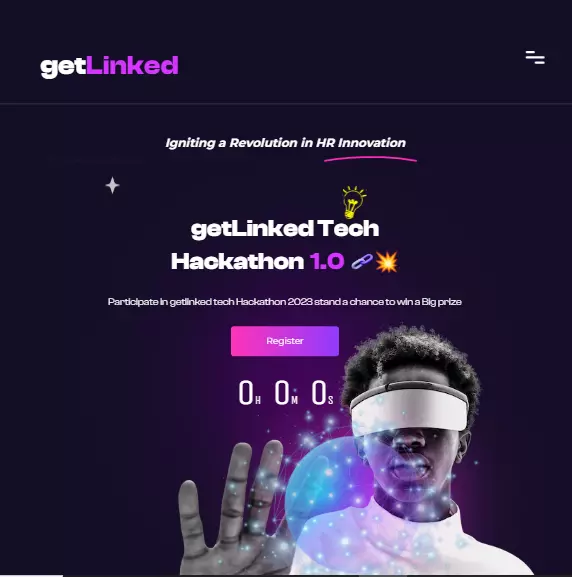 getLinked
Igniting a Revolution in HR Innovation
getLinked Tech
Hackathon 1.0 🔗💥
Participate in getlinked tech Hackathon 2023 stand a chance to win a Big prize
Register
0H 0M 0S